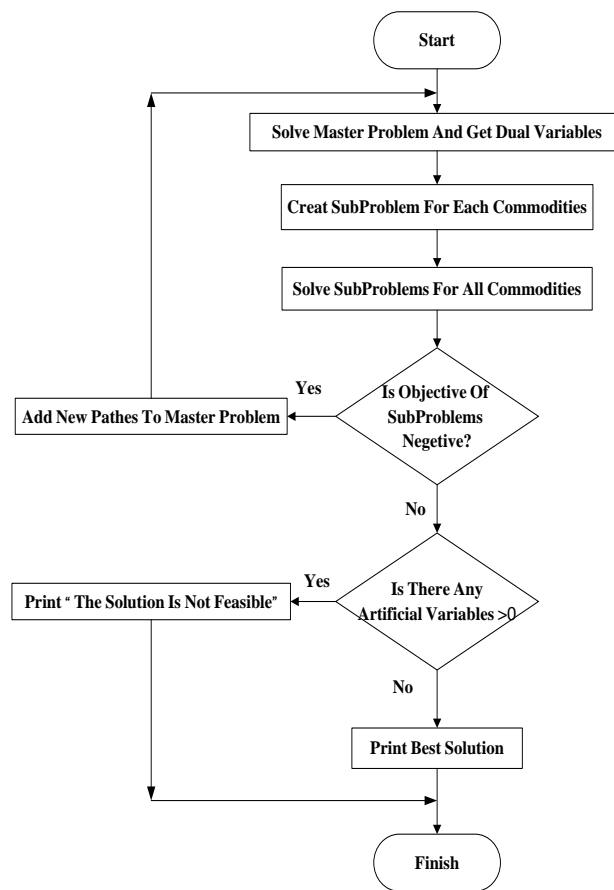 Start
Solve Master Problem And Get Dual Variables
Creat SubProblem For Each Commodities
Solve SubProblems For All Commodities
Is Objective Of
SubProblems
Negetive?
Yes
Add New Pathes To Master Problem
No
Is There Any
Artificial Variables >0
Yes
Print “ The Solution Is Not Feasible”
No
Print Best Solution
Finish